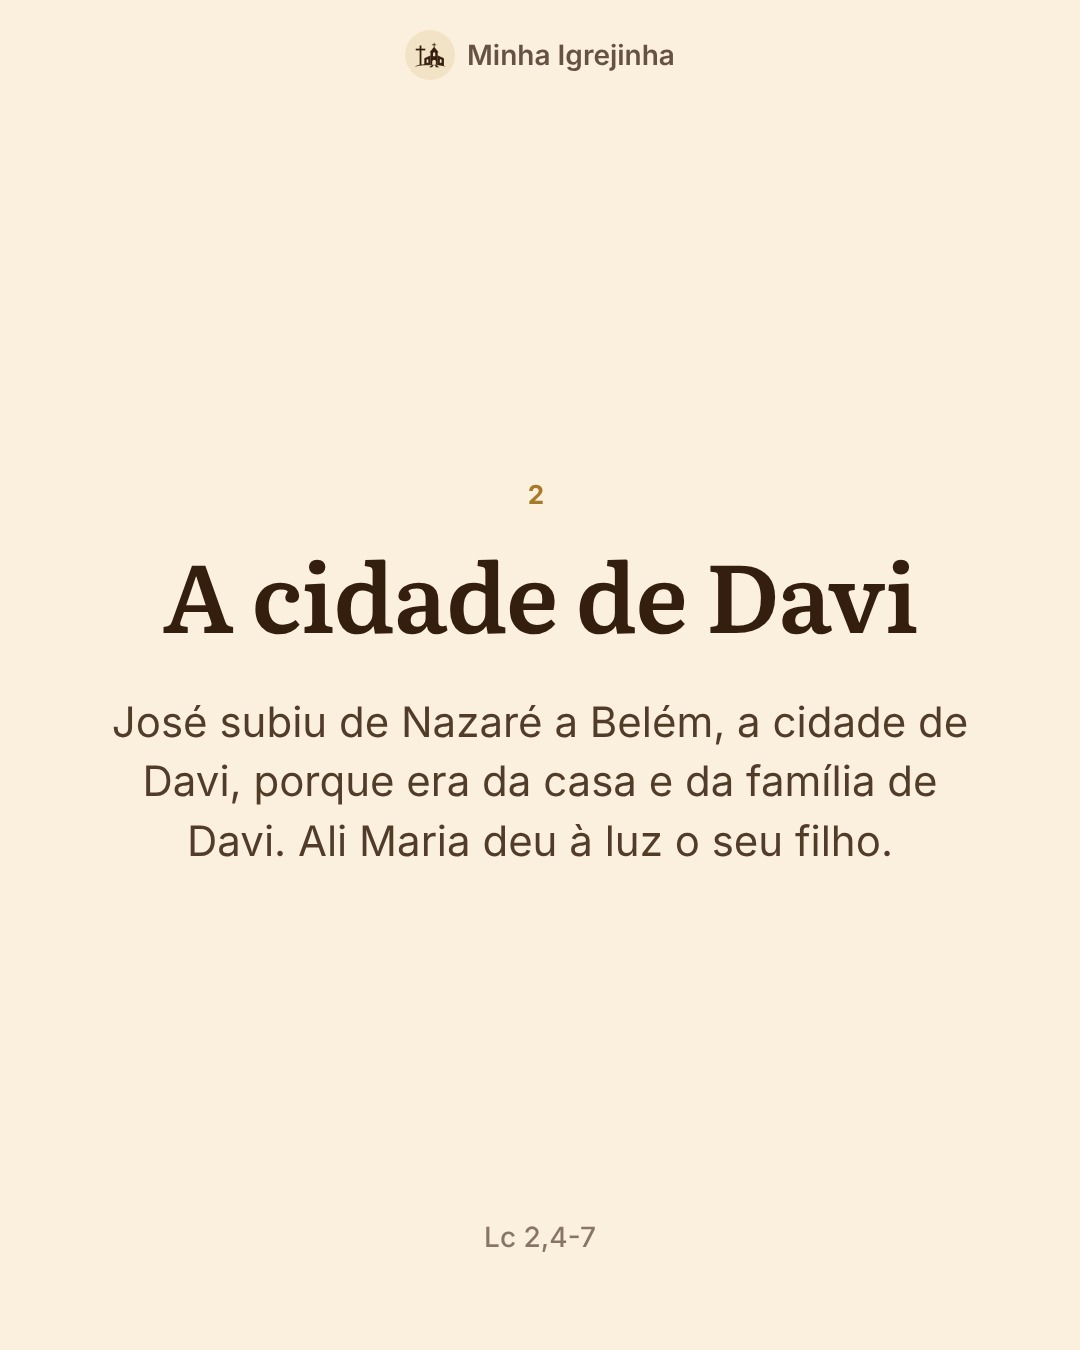 Minha Igrejinha
2
A cidade de Davi
José subiu de Nazaré a Belém, a cidade de
Davi, porque era da casa e da família de
Davi. Ali Maria deu à luz o seu filho.
Lc 2,4-7